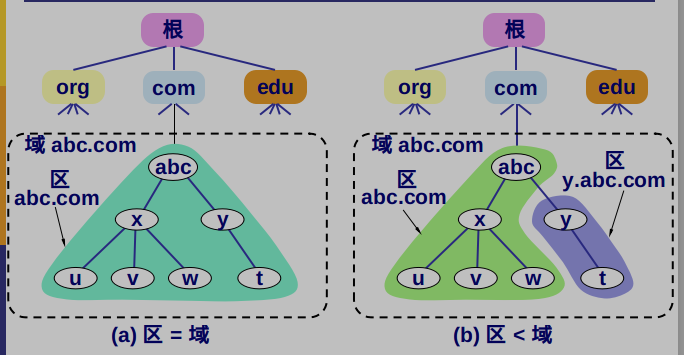 根
org com edu
域 abc.com
区
abc.com
abc
x y
u v w t
(a) 区 = 域
根
org com edu
域 abc.com
区
abc.com
区
y.abc.com
abc
x y
u v w t
(b) 区 < 域